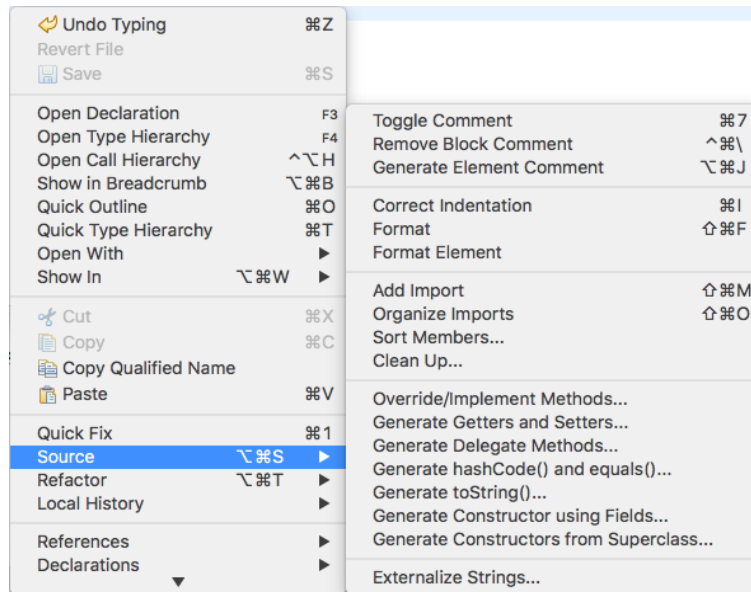 Undo Typing ⌘Z
Revert File
Save ⌘S
Open Declaration F3
Open Type Hierarchy F4
Open Call Hierarchy ^⌥H
Show in Breadcrumb ⌥⌘B
Quick Outline ⌘O
Quick Type Hierarchy ⌘T
Open With ▶
Show In ⌥⌘W ▶
Cut ⌘X
Copy ⌘C
Copy Qualified Name
Paste ⌘V
Quick Fix ⌘1
Source ⌥⌘S ▶
Refactor ⌥⌘T ▶
Local History ▶
References ▶
Declarations ▶
Toggle Comment ⌘7
Remove Block Comment ^⌘\
Generate Element Comment ⌥⌘J
Correct Indentation ⌘I
Format ⇧⌘F
Format Element
Add Import ⇧⌘M
Organize Imports ⇧⌘O
Sort Members...
Clean Up...
Override/Implement Methods...
Generate Getters and Setters...
Generate Delegate Methods...
Generate hashCode() and equals()...
Generate toString()...
Generate Constructor using Fields...
Generate Constructors from Superclass...
Externalize Strings...